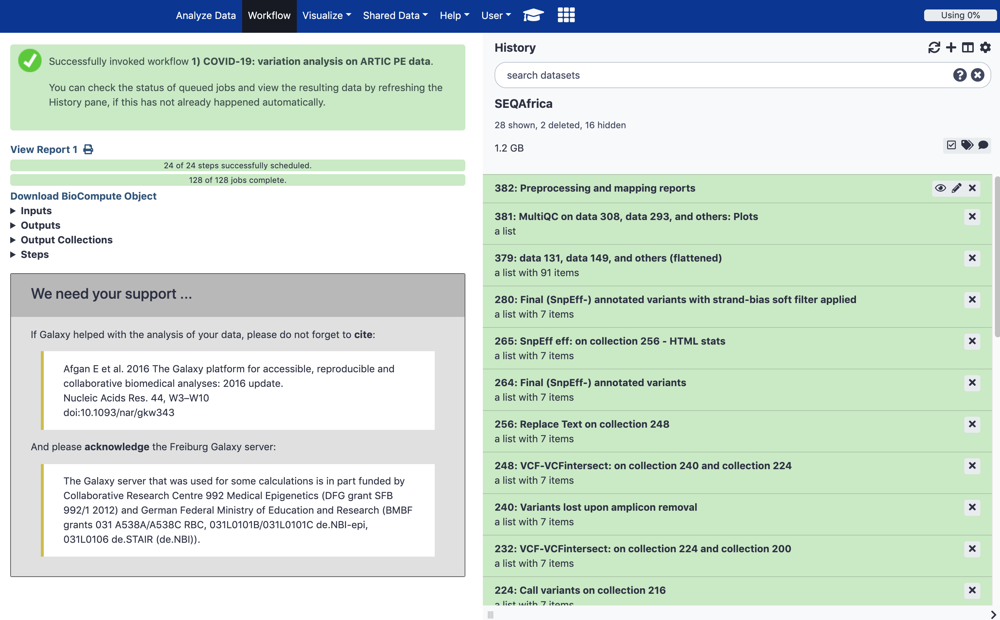 Analyze Data Workflow Visualize Shared Data Help User Using 0%
Successfully invoked workflow 1) COVID-19: variation analysis on ARTIC PE data.
You can check the status of queued jobs and view the resulting data by refreshing the
History pane, if this has not already happened automatically.
View Report 1
24 of 24 steps successfully scheduled.
128 of 128 jobs complete.
Download BioCompute Object
Inputs
Outputs
Output Collections
Steps
We need your support ...
If Galaxy helped with the analysis of your data, please do not forget to cite:
Afgan E et al. 2016 The Galaxy platform for accessible, reproducible and
collaborative biomedical analyses: 2016 update.
Nucleic Acids Res. 44, W3–W10
doi:10.1093/nar/gkw343
And please acknowledge the Freiburg Galaxy server:
The Galaxy server that was used for some calculations is in part funded by
Collaborative Research Centre 992 Medical Epigenetics (DFG grant SFB
992/1 2012) and German Federal Ministry of Education and Research (BMBF
grants 031 A538A/A538C RBC, 031L0101B/031L0101C de.NBI-epi,
031L0106 de.STAIR (de.NBI)).
History
search datasets
SEQAfrica
28 shown, 2 deleted, 16 hidden
1.2 GB
382: Preprocessing and mapping reports
381: MultiQC on data 308, data 293, and others: Plots
a list
379: data 131, data 149, and others (flattened)
a list with 91 items
280: Final (SnpEff-) annotated variants with strand-bias soft filter applied
a list with 7 items
265: SnpEff eff: on collection 256 - HTML stats
a list with 7 items
264: Final (SnpEff-) annotated variants
a list with 7 items
256: Replace Text on collection 248
a list with 7 items
248: VCF-VCFintersect: on collection 240 and collection 224
a list with 7 items
240: Variants lost upon amplicon removal
a list with 7 items
232: VCF-VCFintersect: on collection 224 and collection 200
a list with 7 items
224: Call variants on collection 216
a list with 7 items